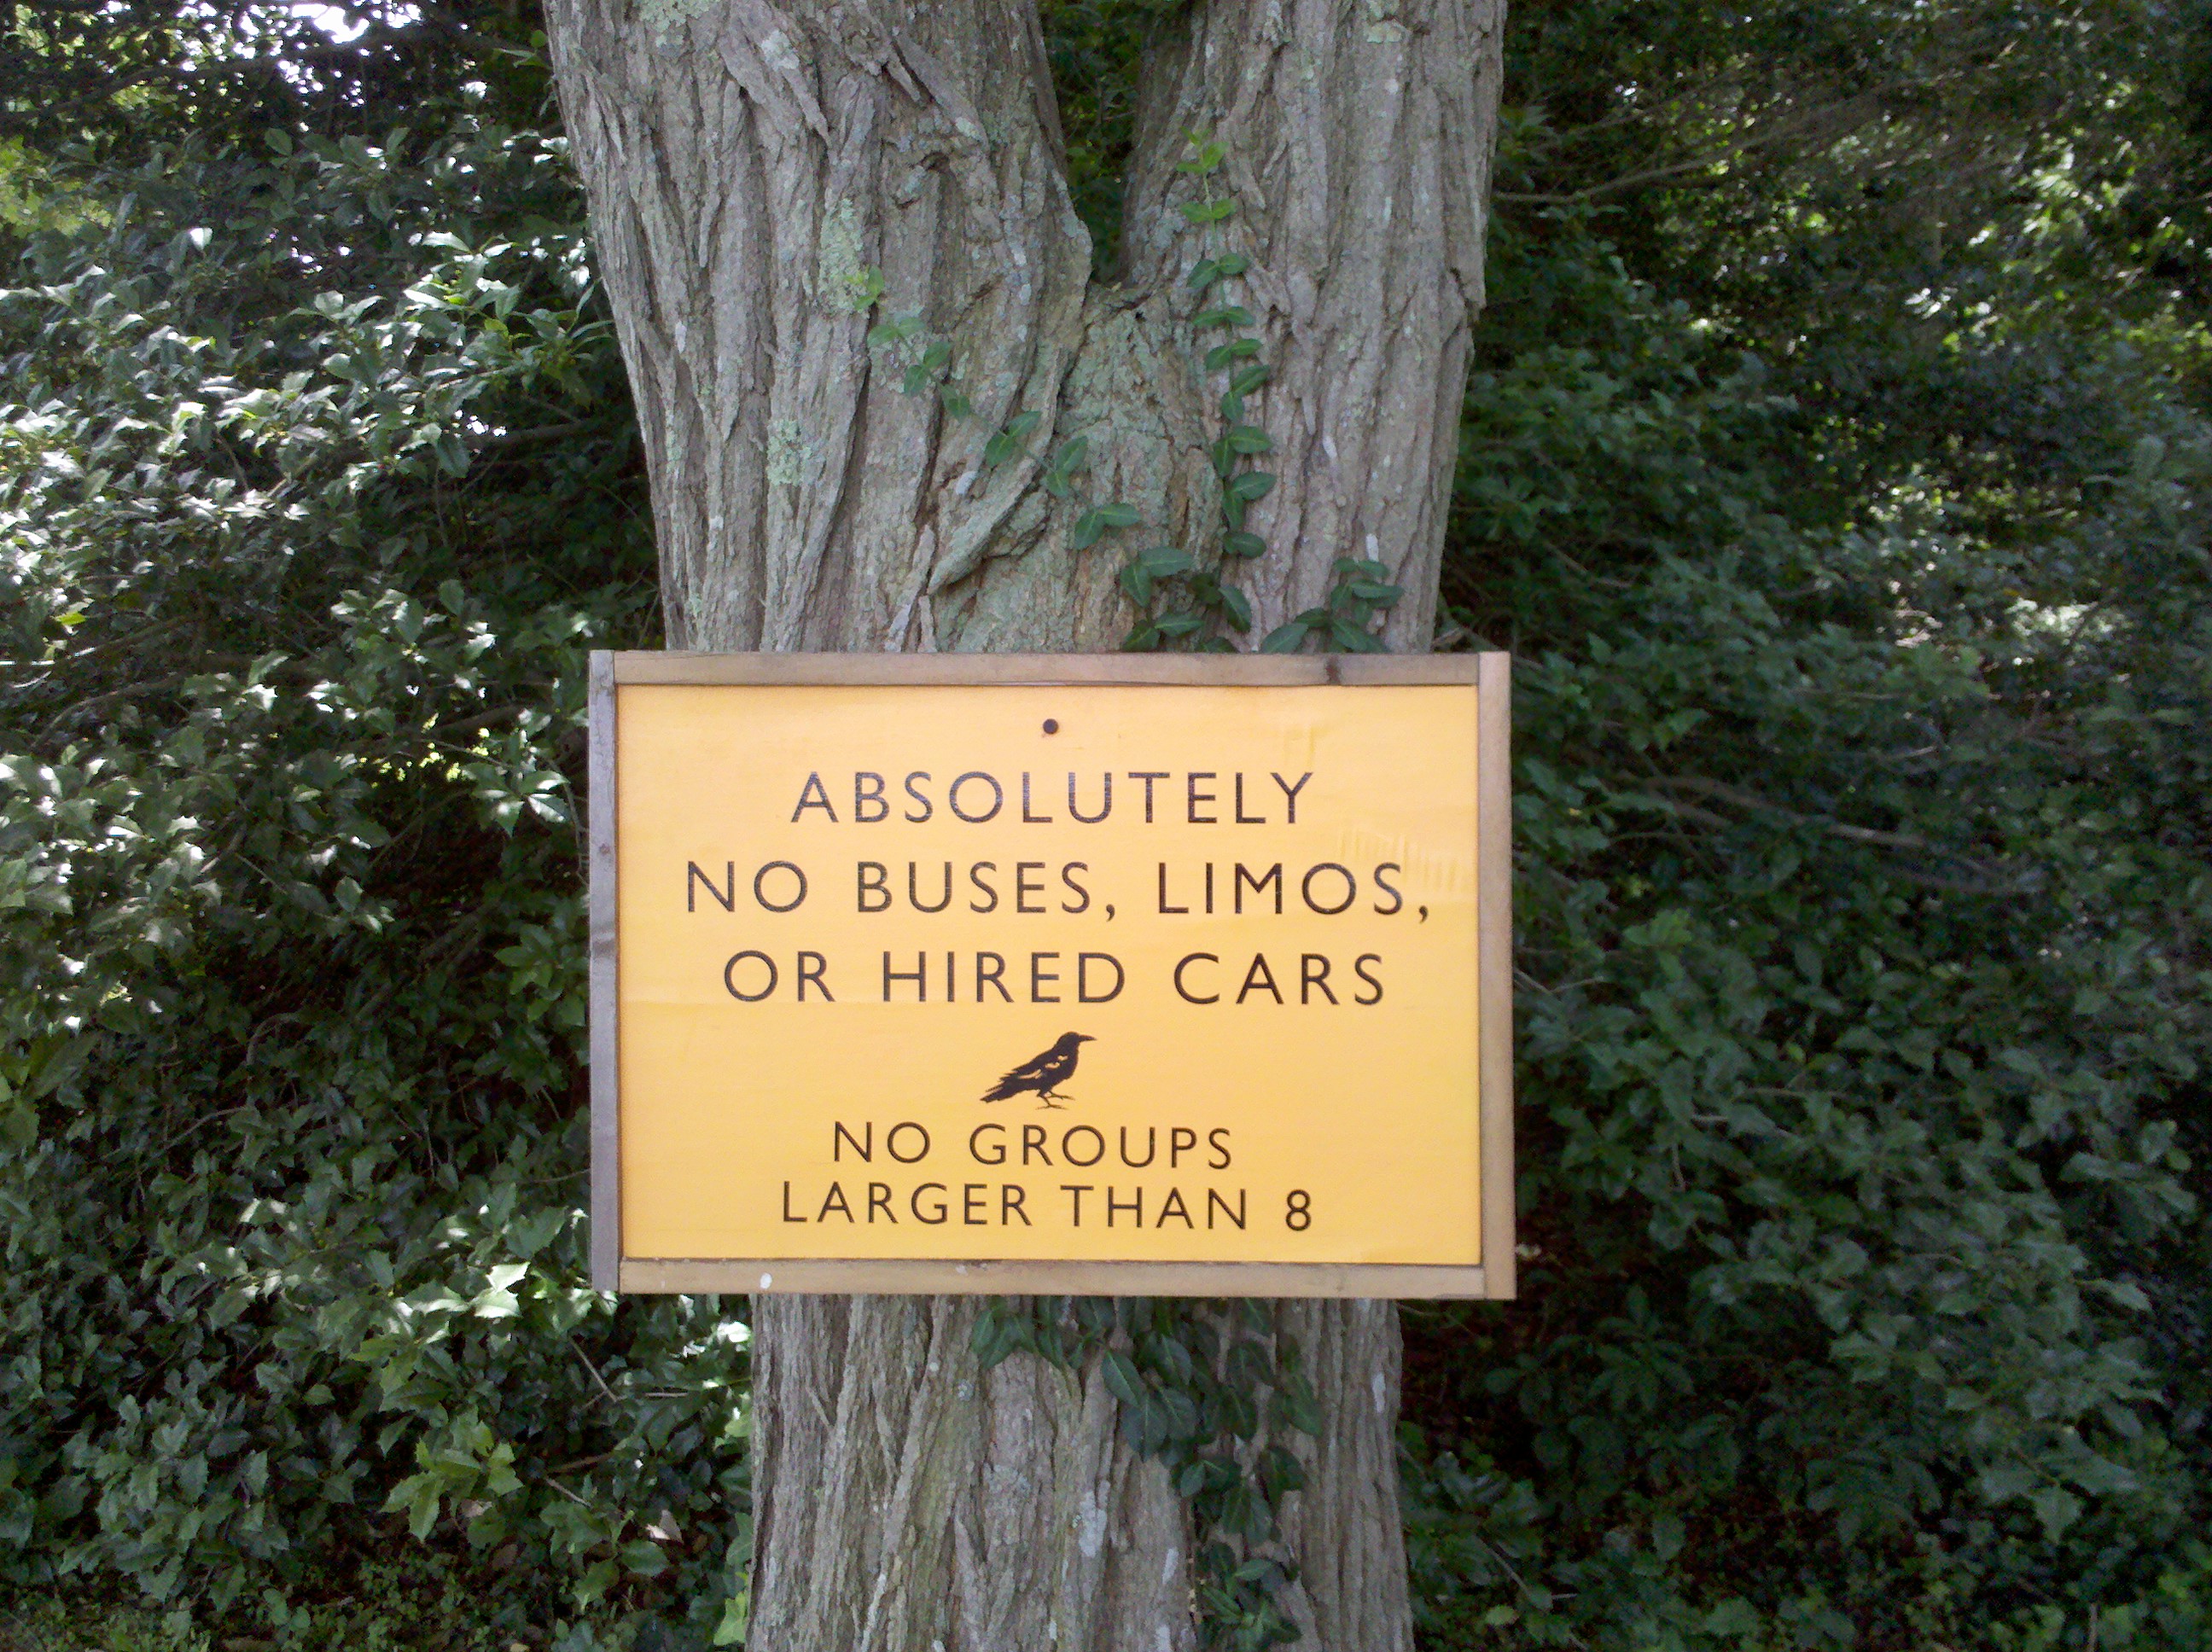 ABSOLUTELY
NO BUSES, LIMOS,
OR HIRED CARS
NO GROUPS
LARGER THAN 8